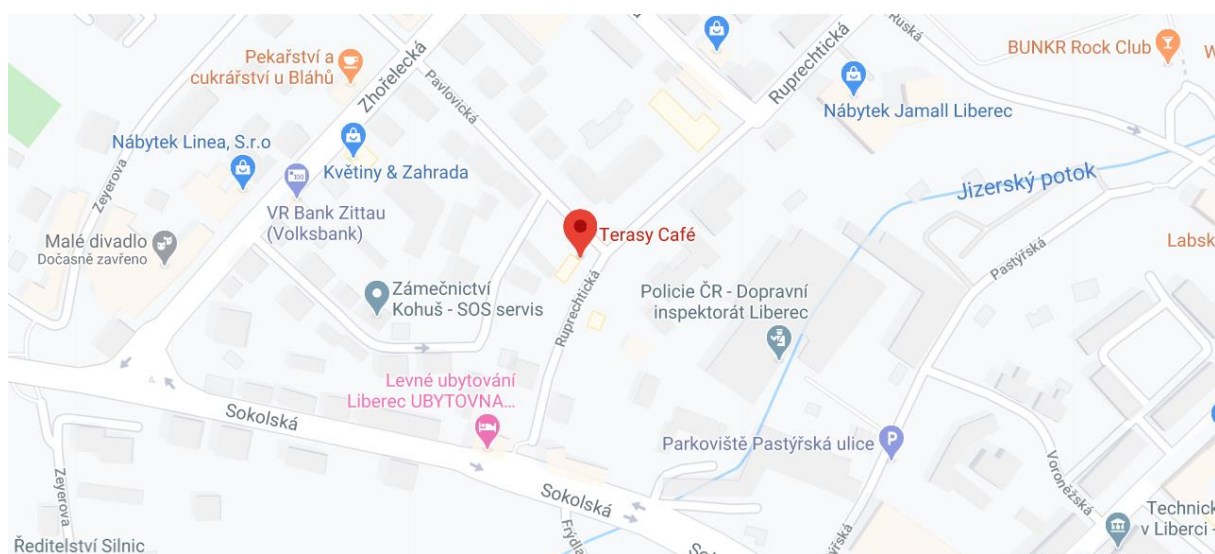 Pekařství a
cukrářství u Bláhů
Zhořelecká
Pavlovická
Ruprechtická
Ruská
BUNKR Rock Club
W
Nábytek Jamall Liberec
Nábytek Linea, S.r.o
Květiny & Zahrada
Zeyerova
VR Bank Zittau
(Volksbank)
Jizerský potok
Malé divadlo
Dočasně zavřeno
Terasy Café
Labsk
Pastýřská
Zámečnictví
Kohuš - SOS servis
Ruprechtická
Policie ČR - Dopravní
inspektorát Liberec
Levné ubytování
Liberec UBYTOVNA...
Sokolská
P
Parkoviště Pastýřská ulice
Voroněžská
Zeyerova
Sokolská
Frýdla
Technick
v Liberci -
Ředitelství Silnic
So
ýřská